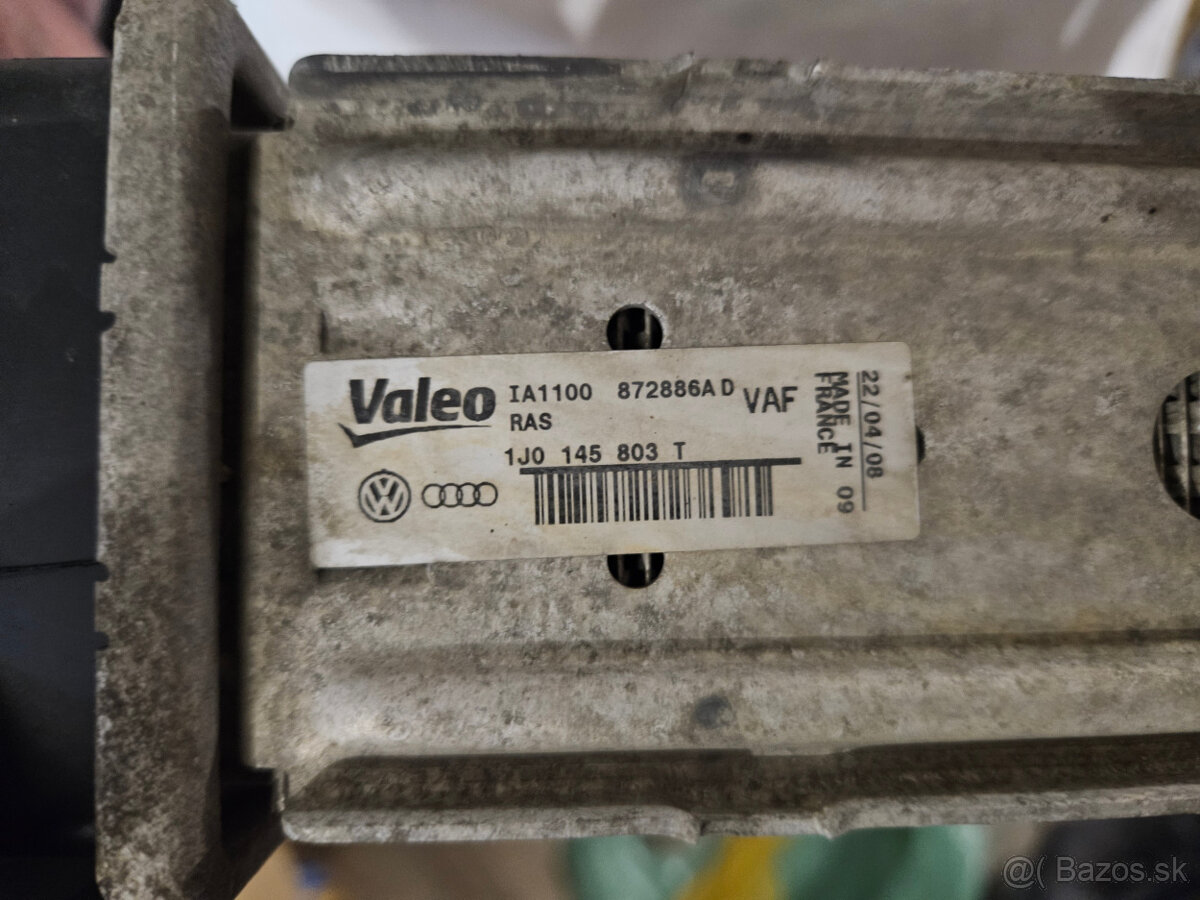 Valeo
IA1100 872886A D VAF
RAS
1J0 145 803 T
22/04/08
MADE IN 09
FRANCE
@( Bazos.sk